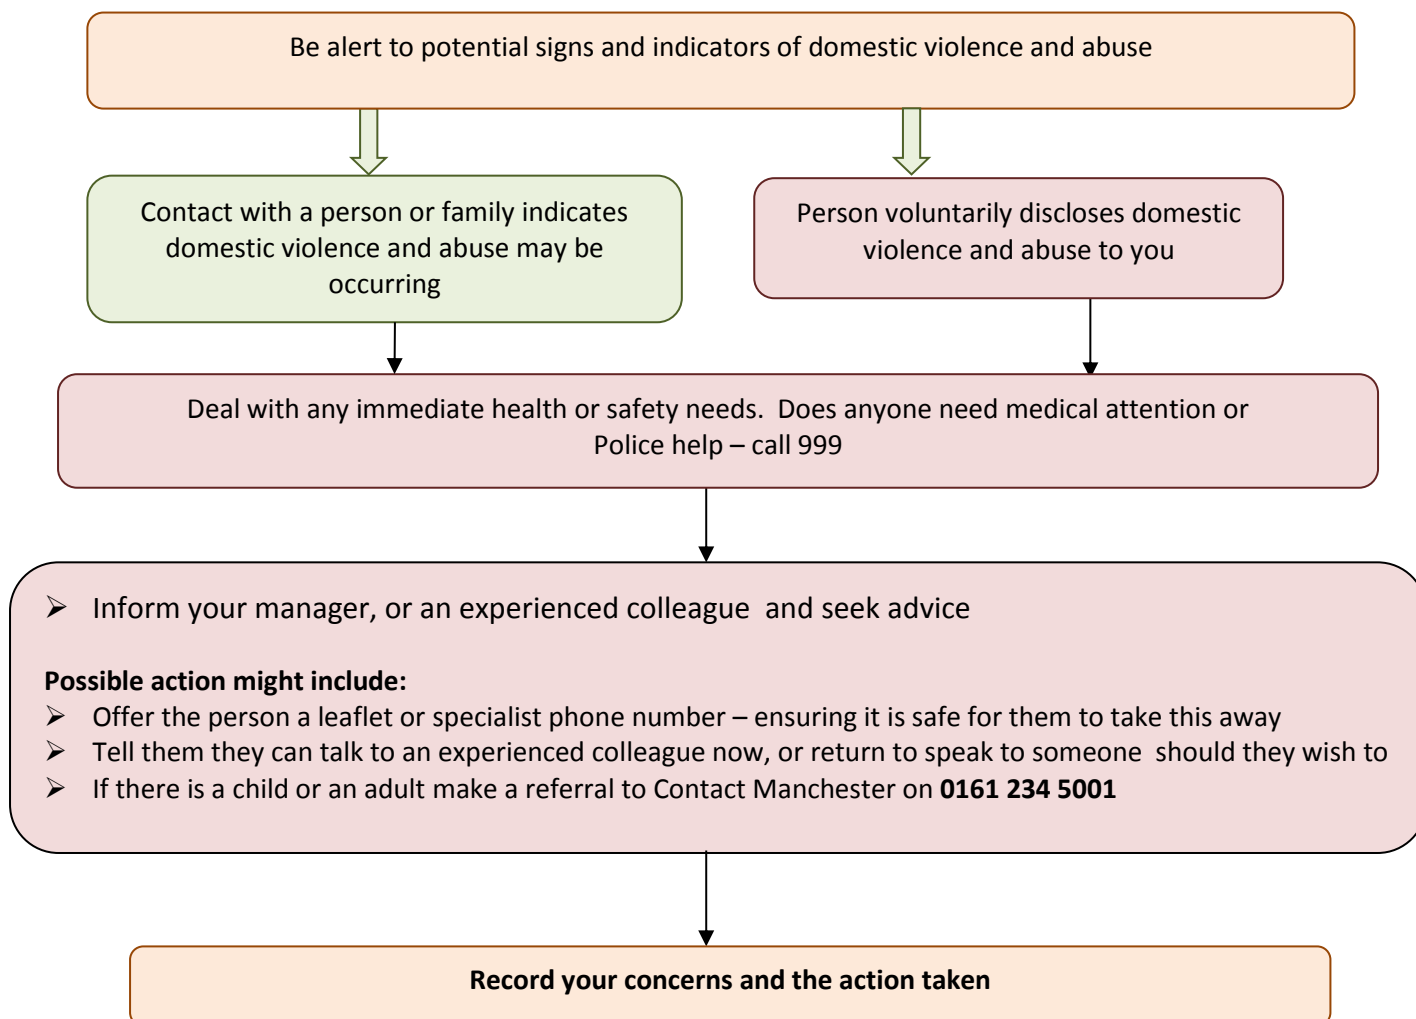 Be alert to potential signs and indicators of domestic violence and abuse
Contact with a person or family indicates
domestic violence and abuse may be
occurring
Person voluntarily discloses domestic
violence and abuse to you
Deal with any immediate health or safety needs.  Does anyone need medical attention or
Police help – call 999
➢ Inform your manager, or an experienced colleague  and seek advice
Possible action might include:
➢ Offer the person a leaflet or specialist phone number – ensuring it is safe for them to take this away
➢ Tell them they can talk to an experienced colleague now, or return to speak to someone  should they wish to
➢ If there is a child or an adult make a referral to Contact Manchester on 0161 234 5001
Record your concerns and the action taken